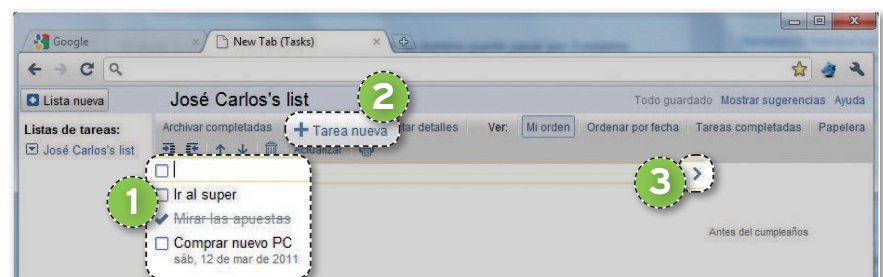 Google
New Tab (Tasks)
Lista nueva
José Carlos's list
2
Todo guardado Mostrar sugerencias Ayuda
Listas de tareas:
Archivar completadas
Tarea nueva
detalles
Ver: Mi orden Ordenar por fecha Tareas completadas Papelera
José Carlos's list
Actualizar
1
3
Ir al super
Mirar las apuestas
Comprar nuevo PC
sáb, 12 de mar de 2011
Antes del cumpleaños